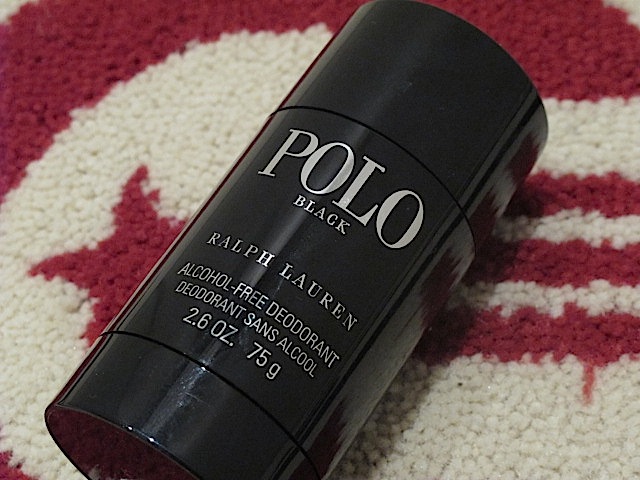 POLO
BLACK
RALPH LAUREN
ALCOHOL-FREE DEODORANT
DEODORANT SANS ALCOOL
2.6 OZ. 75 g